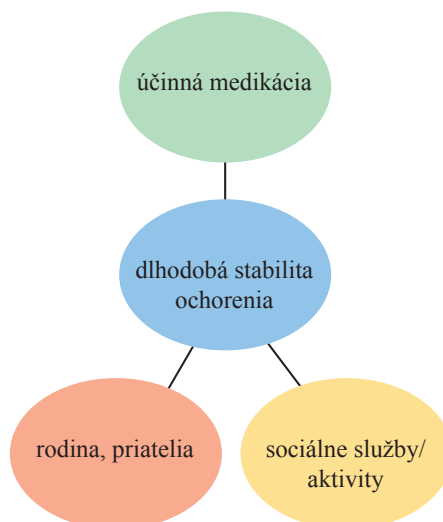 účinná medikácia
dlhodobá stabilita
ochorenia
rodina, priatelia
sociálne služby/
aktivity